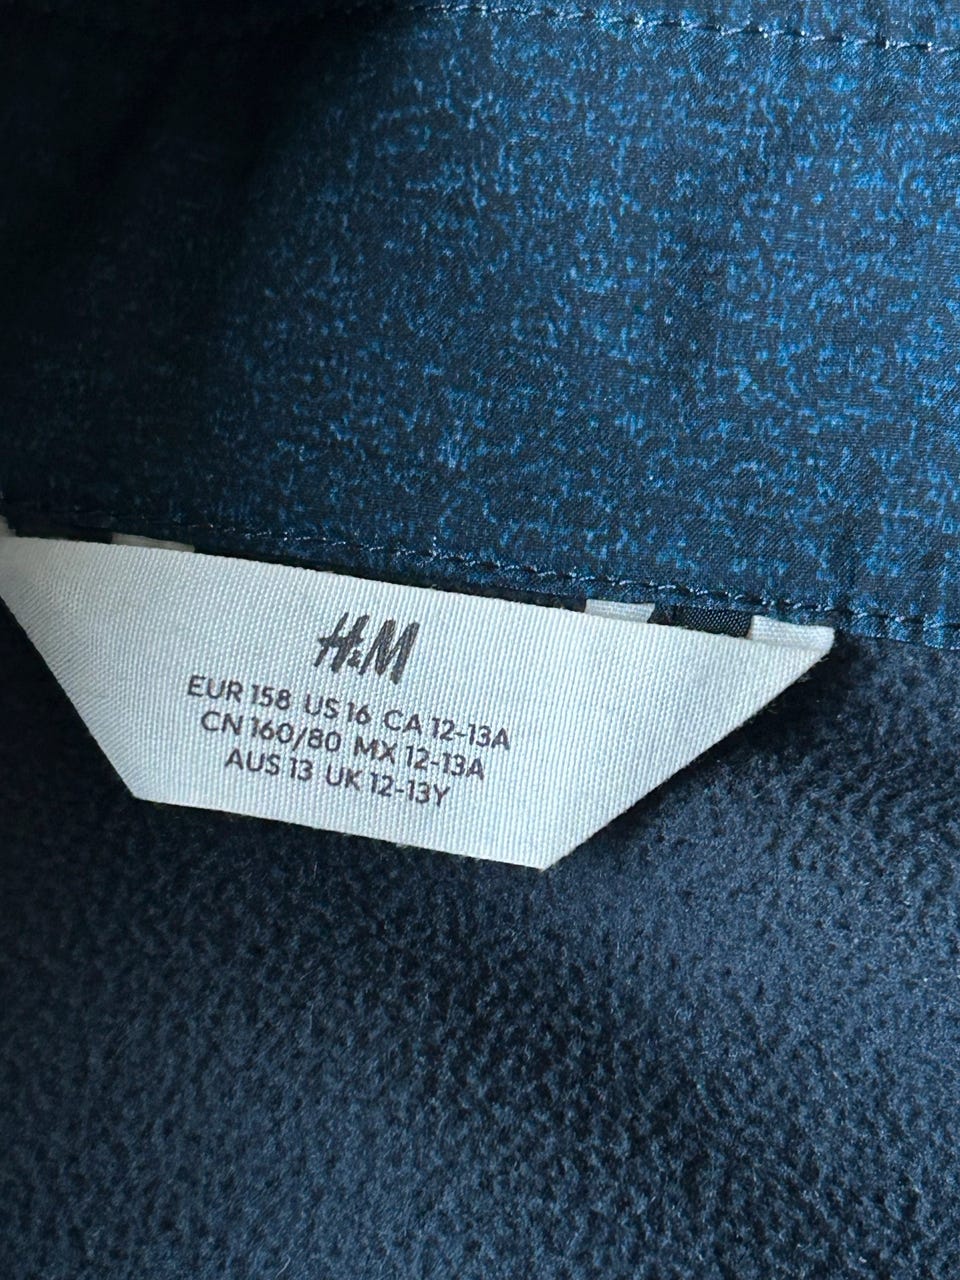 H&M
EUR 158 US 16 CA 12-13A
CN 160/80 MX 12-13A
AUS 13 UK 12-13Y